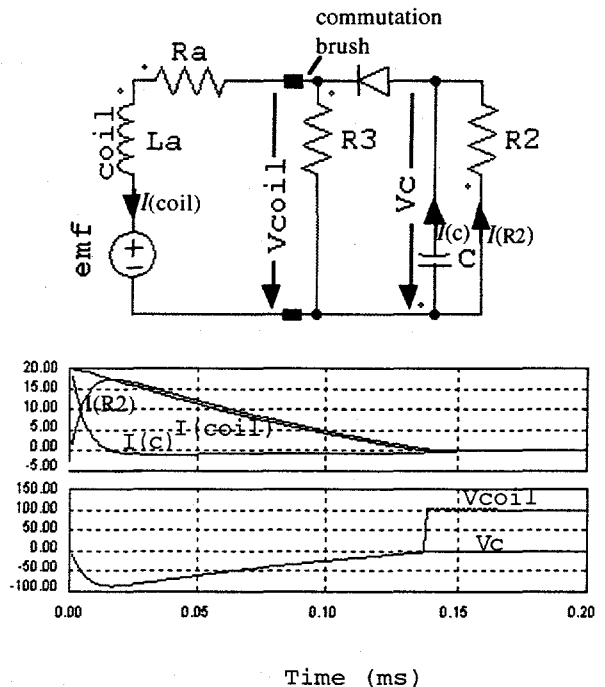 commutation
brush
Ra
coil
La
I(coil)
emf
Vcoil
R3
Vc
I(c)
C
I(R2)
R2
20.00
15.00
10.00
5.00
0.00
-5.00
I(R2)
I(c)
I(coil)
150.00
100.00
50.00
0.00
-50.00
-100.00
Vcoil
Vc
0.00 0.05 0.10 0.15 0.20
Time (ms)